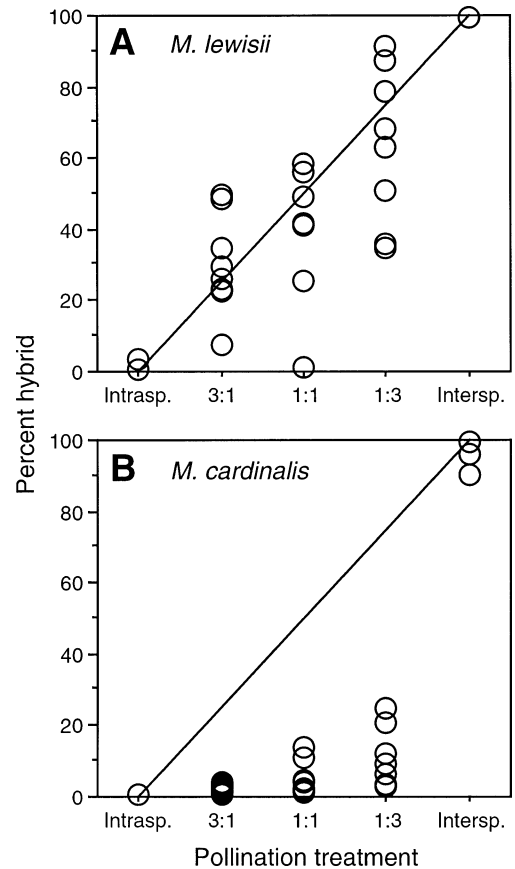 A M. lewisii
100
80
60
40
20
0
Intrasp. 3:1 1:1 1:3 Intersp.
Percent hybrid
B M. cardinalis
100
80
60
40
20
0
Intrasp. 3:1 1:1 1:3 Intersp.
Pollination treatment